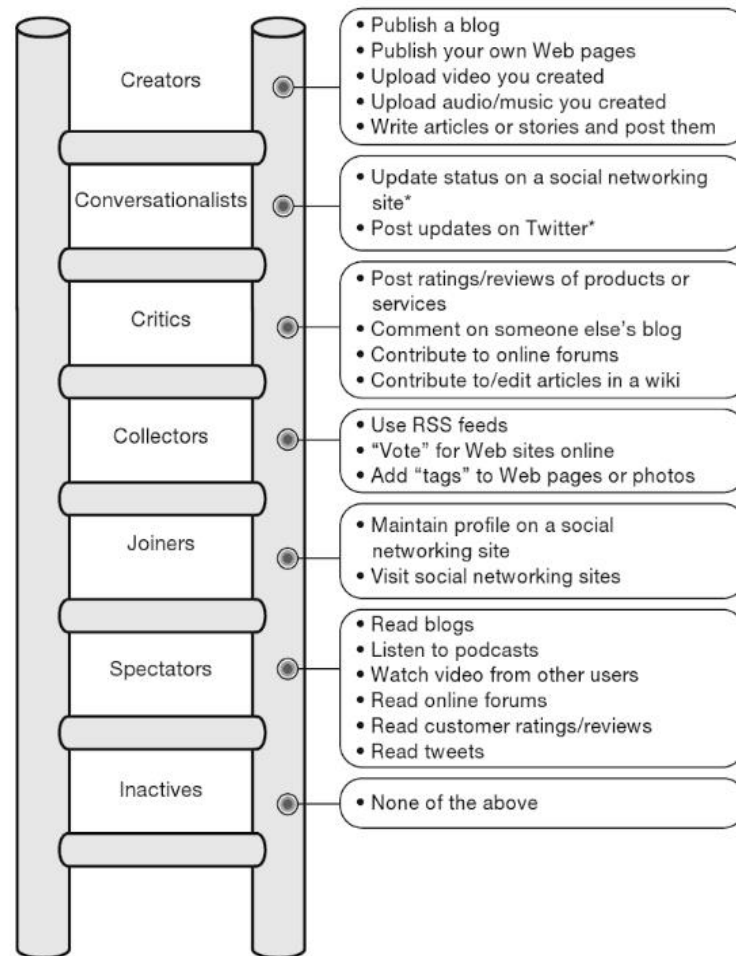 Creators
• Publish a blog
• Publish your own Web pages
• Upload video you created
• Upload audio/music you created
• Write articles or stories and post them
Conversationalists
• Update status on a social networking
site*
• Post updates on Twitter*
Critics
• Post ratings/reviews of products or
services
• Comment on someone else's blog
• Contribute to online forums
• Contribute to/edit articles in a wiki
Collectors
• Use RSS feeds
• “Vote” for Web sites online
• Add “tags” to Web pages or photos
Joiners
• Maintain profile on a social
networking site
• Visit social networking sites
Spectators
• Read blogs
• Listen to podcasts
• Watch video from other users
• Read online forums
• Read customer ratings/reviews
• Read tweets
Inactives
• None of the above